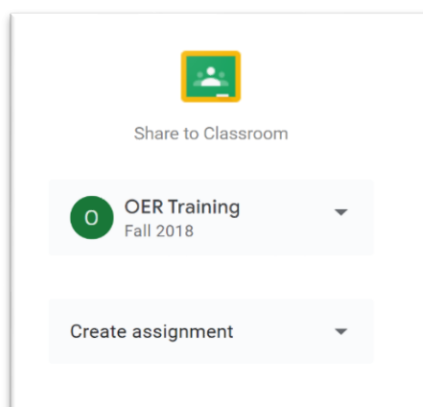 Share to Classroom
O
OER Training
Fall 2018
Create assignment